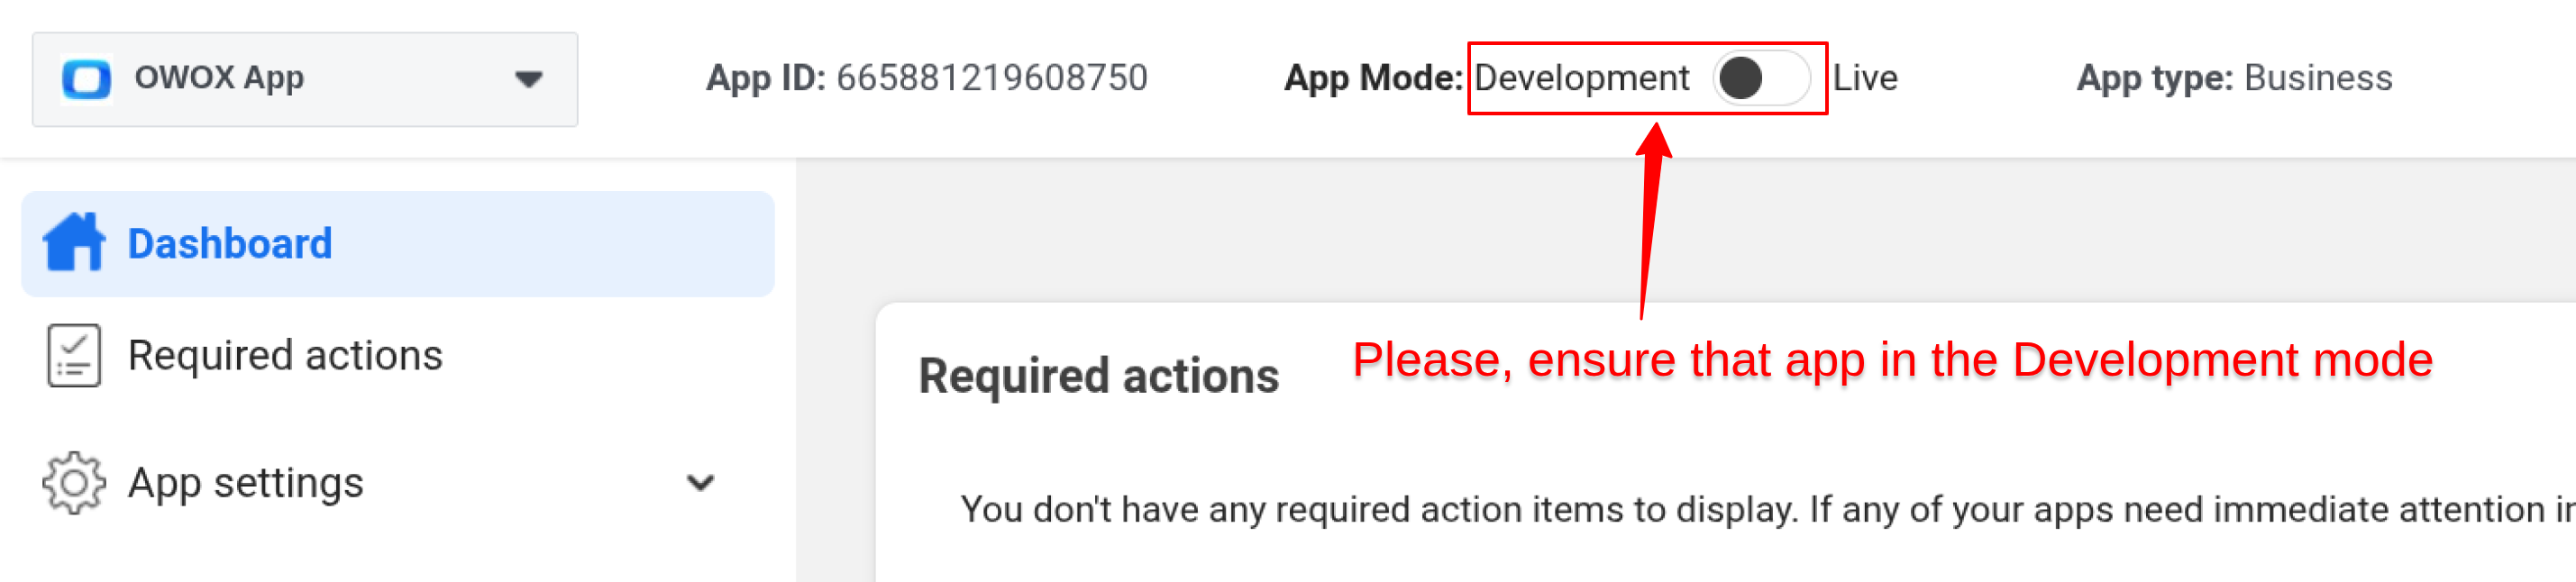 OWOX App
App ID: 665881219608750
App Mode: Development Live
App type: Business
Dashboard
Required actions
App settings
Required actions
Please, ensure that app in the Development mode
You don't have any required action items to display. If any of your apps need immediate attention in